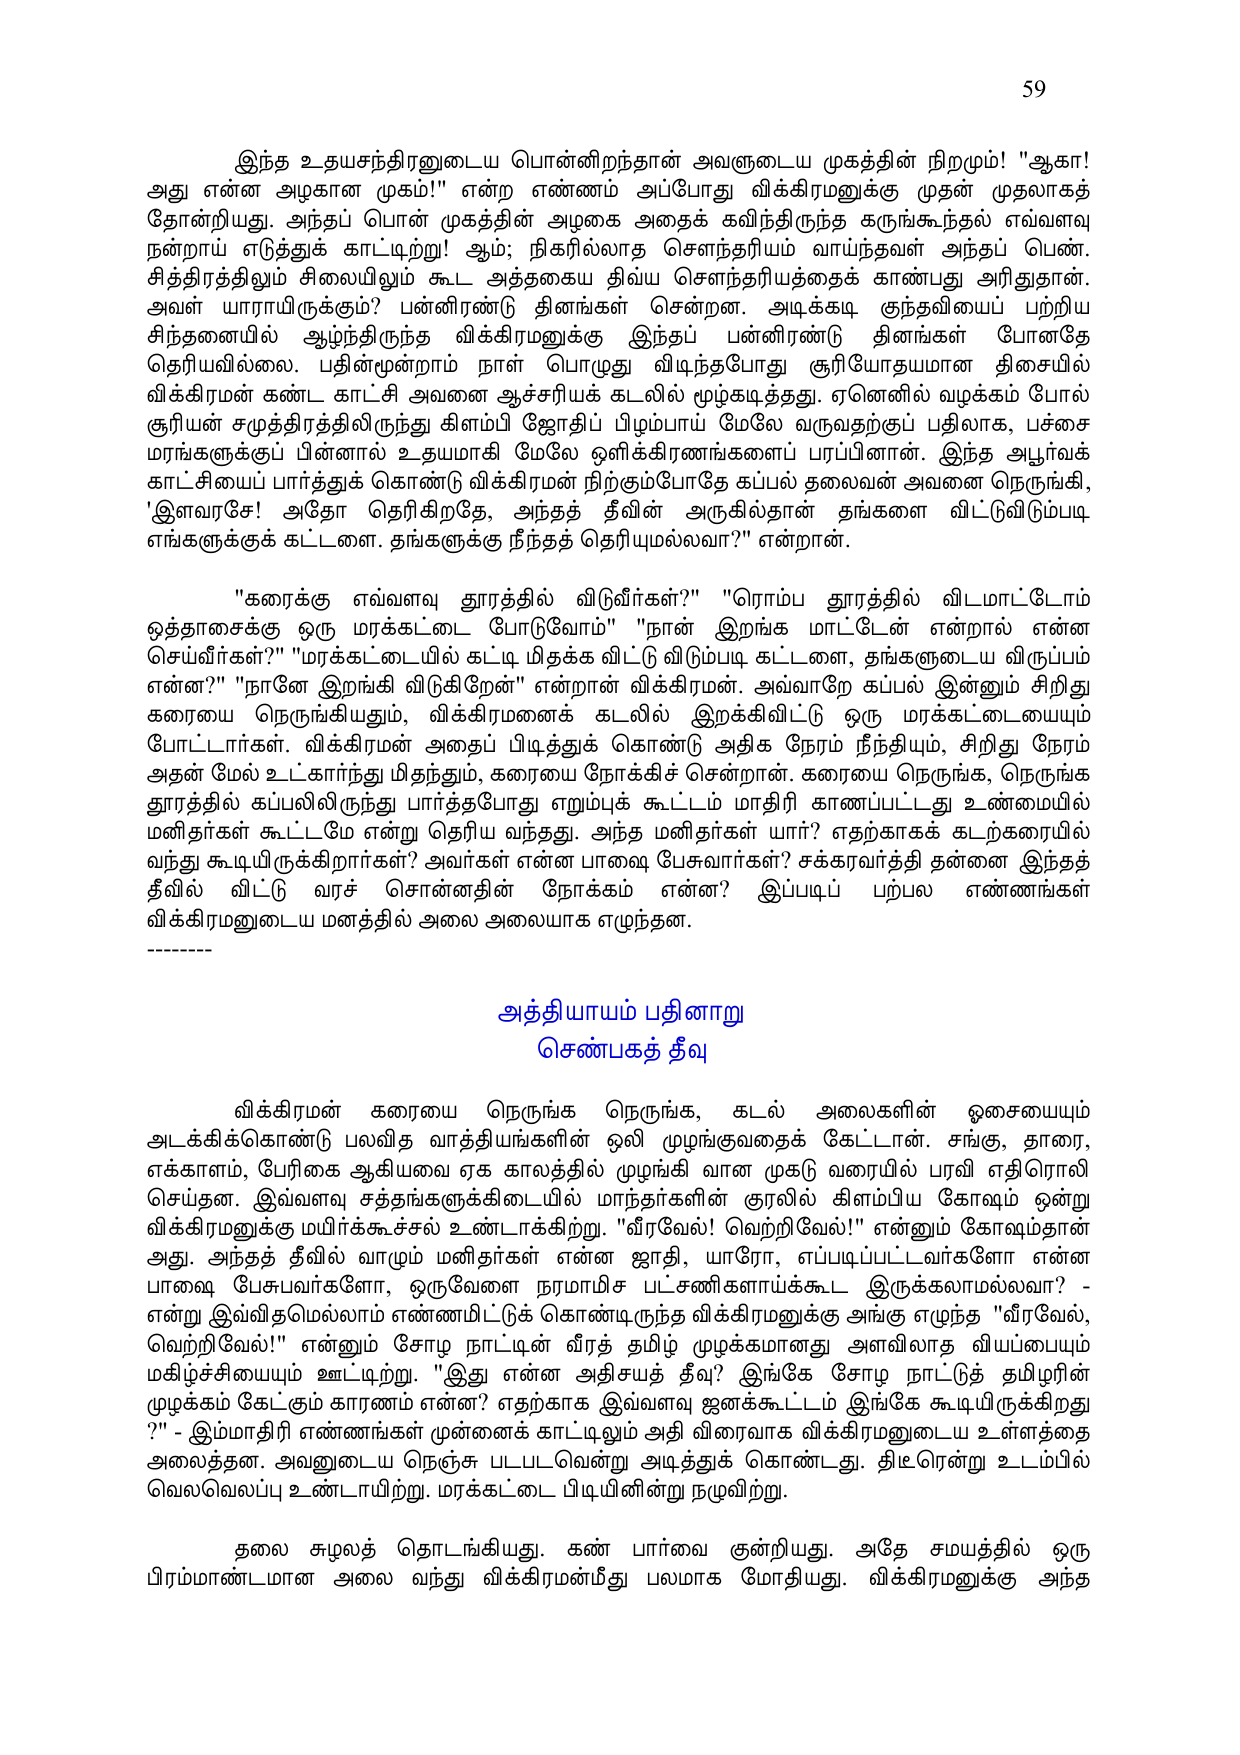 59
இந்த உதயசந்திரனுடைய பொன்னிறந்தான் அவளுடைய முகத்தின் நிறமும்! "ஆகா!
அது என்ன அழகான முகம்!" என்ற எண்ணம் அப்போது விக்கிரமனுக்கு முதன் முதலாகத்
தோன்றியது. அந்தப் பொன் முகத்தின் அழகை அதைக் கவிந்திருந்த கருங்கூந்தல் எவ்வளவு
நன்றாய் எடுத்துக் காட்டிற்று! ஆம்; நிகரில்லாத சௌந்தரியம் வாய்ந்தவள் அந்தப் பெண்.
சித்திரத்திலும் சிலையிலும் கூட அத்தகைய திவ்ய சௌந்தரியத்தைக் காண்பது அரிதுதான்.
அவள் யாராயிருக்கும்? பன்னிரண்டு தினங்கள் சென்றன. அடிக்கடி குந்தவியைப் பற்றிய
சிந்தனையில் ஆழ்ந்திருந்த விக்கிரமனுக்கு இந்தப் பன்னிரண்டு தினங்கள் போனதே
தெரியவில்லை. பதின்மூன்றாம் நாள் பொழுது விடிந்தபோது சூரியோதயமான திசையில்
விக்கிரமன் கண்ட காட்சி அவனை ஆச்சரியக் கடலில் மூழ்கடித்தது. ஏனெனில் வழக்கம் போல்
சூரியன் சமுத்திரத்திலிருந்து கிளம்பி ஜோதிப் பிழம்பாய் மேலே வருவதற்குப் பதிலாக, பச்சை
மரங்களுக்குப் பின்னால் உதயமாகி மேலே ஒளிக்கிரணங்களைப் பரப்பினான். இந்த அபூர்வக்
காட்சியைப் பார்த்துக் கொண்டு விக்கிரமன் நிற்கும்போதே கப்பல் தலைவன் அவனை நெருங்கி,
'இளவரசே! அதோ தெரிகிறதே, அந்தத் தீவின் அருகில்தான் தங்களை விட்டுவிடும்படி
எங்களுக்குக் கட்டளை. தங்களுக்கு நீந்தத் தெரியுமல்லவா?" என்றான்.
"கரைக்கு எவ்வளவு தூரத்தில் விடுவீர்கள்?" "ரொம்ப தூரத்தில் விடமாட்டோம்
ஒத்தாசைக்கு ஒரு மரக்கட்டை போடுவோம்" "நான் இறங்க மாட்டேன் என்றால் என்ன
செய்வீர்கள்?" "மரக்கட்டையில் கட்டி மிதக்க விட்டு விடும்படி கட்டளை, தங்களுடைய விருப்பம்
என்ன?" "நானே இறங்கி விடுகிறேன்" என்றான் விக்கிரமன். அவ்வாறே கப்பல் இன்னும் சிறிது
கரையை நெருங்கியதும், விக்கிரமனைக் கடலில் இறக்கிவிட்டு ஒரு மரக்கட்டையையும்
போட்டார்கள். விக்கிரமன் அதைப் பிடித்துக் கொண்டு அதிக நேரம் நீந்தியும், சிறிது நேரம்
அதன் மேல் உட்கார்ந்து மிதந்தும், கரையை நோக்கிச் சென்றான். கரையை நெருங்க, நெருங்க
தூரத்தில் கப்பலிலிருந்து பார்த்தபோது எறும்புக் கூட்டம் மாதிரி காணப்பட்டது உண்மையில்
மனிதர்கள் கூட்டமே என்று தெரிய வந்தது. அந்த மனிதர்கள் யார்? எதற்காகக் கடற்கரையில்
வந்து கூடியிருக்கிறார்கள்? அவர்கள் என்ன பாஷை பேசுவார்கள்? சக்கரவர்த்தி தன்னை இந்தத்
தீவில் விட்டு வரச் சொன்னதின் நோக்கம் என்ன? இப்படிப் பற்பல எண்ணங்கள்
விக்கிரமனுடைய மனத்தில் அலை அலையாக எழுந்தன.
--------
அத்தியாயம் பதினாறு
செண்பகத் தீவு
விக்கிரமன் கரையை நெருங்க நெருங்க, கடல் அலைகளின் ஓசையையும்
அடக்கிக்கொண்டு பலவித வாத்தியங்களின் ஒலி முழங்குவதைக் கேட்டான். சங்கு, தாரை,
எக்காளம், பேரிகை ஆகியவை ஏக காலத்தில் முழங்கி வான முகடு வரையில் பரவி எதிரொலி
செய்தன. இவ்வளவு சத்தங்களுக்கிடையில் மாந்தர்களின் குரலில் கிளம்பிய கோஷம் ஒன்று
விக்கிரமனுக்கு மயிர்க்கூச்சல் உண்டாக்கிற்று. "வீரவேல்! வெற்றிவேல்!" என்னும் கோஷம்தான்
அது. அந்தத் தீவில் வாழும் மனிதர்கள் என்ன ஜாதி, யாரோ, எப்படிப்பட்டவர்களோ என்ன
பாஷை பேசுபவர்களோ, ஒருவேளை நரமாமிச பட்சணிகளாய்க்கூட இருக்கலாமல்லவா? -
என்று இவ்விதமெல்லாம் எண்ணமிட்டுக் கொண்டிருந்த விக்கிரமனுக்கு அங்கு எழுந்த "வீரவேல்,
வெற்றிவேல்!" என்னும் சோழ நாட்டின் வீரத் தமிழ் முழக்கமானது அளவிலாத வியப்பையும்
மகிழ்ச்சியையும் ஊட்டிற்று. "இது என்ன அதிசயத் தீவு? இங்கே சோழ நாட்டுத் தமிழரின்
முழக்கம் கேட்கும் காரணம் என்ன? எதற்காக இவ்வளவு ஜனக்கூட்டம் இங்கே கூடியிருக்கிறது
?" - இம்மாதிரி எண்ணங்கள் முன்னைக் காட்டிலும் அதி விரைவாக விக்கிரமனுடைய உள்ளத்தை
அலைத்தன. அவனுடைய நெஞ்சு படபடவென்று அடித்துக் கொண்டது. திடீரென்று உடம்பில்
வெலவெலப்பு உண்டாயிற்று. மரக்கட்டை பிடியினின்று நழுவிற்று.
தலை சுழலத் தொடங்கியது. கண் பார்வை குன்றியது. அதே சமயத்தில் ஒரு
பிரம்மாண்டமான அலை வந்து விக்கிரமன்மீது பலமாக மோதியது. விக்கிரமனுக்கு அந்த